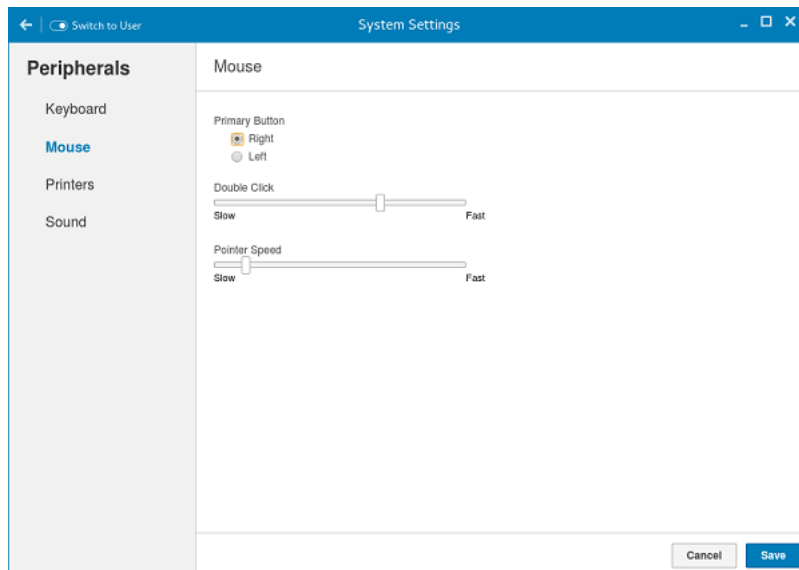 Switch to User
System Settings
Peripherals
Keyboard
Mouse
Printers
Sound
Mouse
Primary Button
Right
Left
Double Click
Slow Fast
Pointer Speed
Slow Fast
Cancel Save